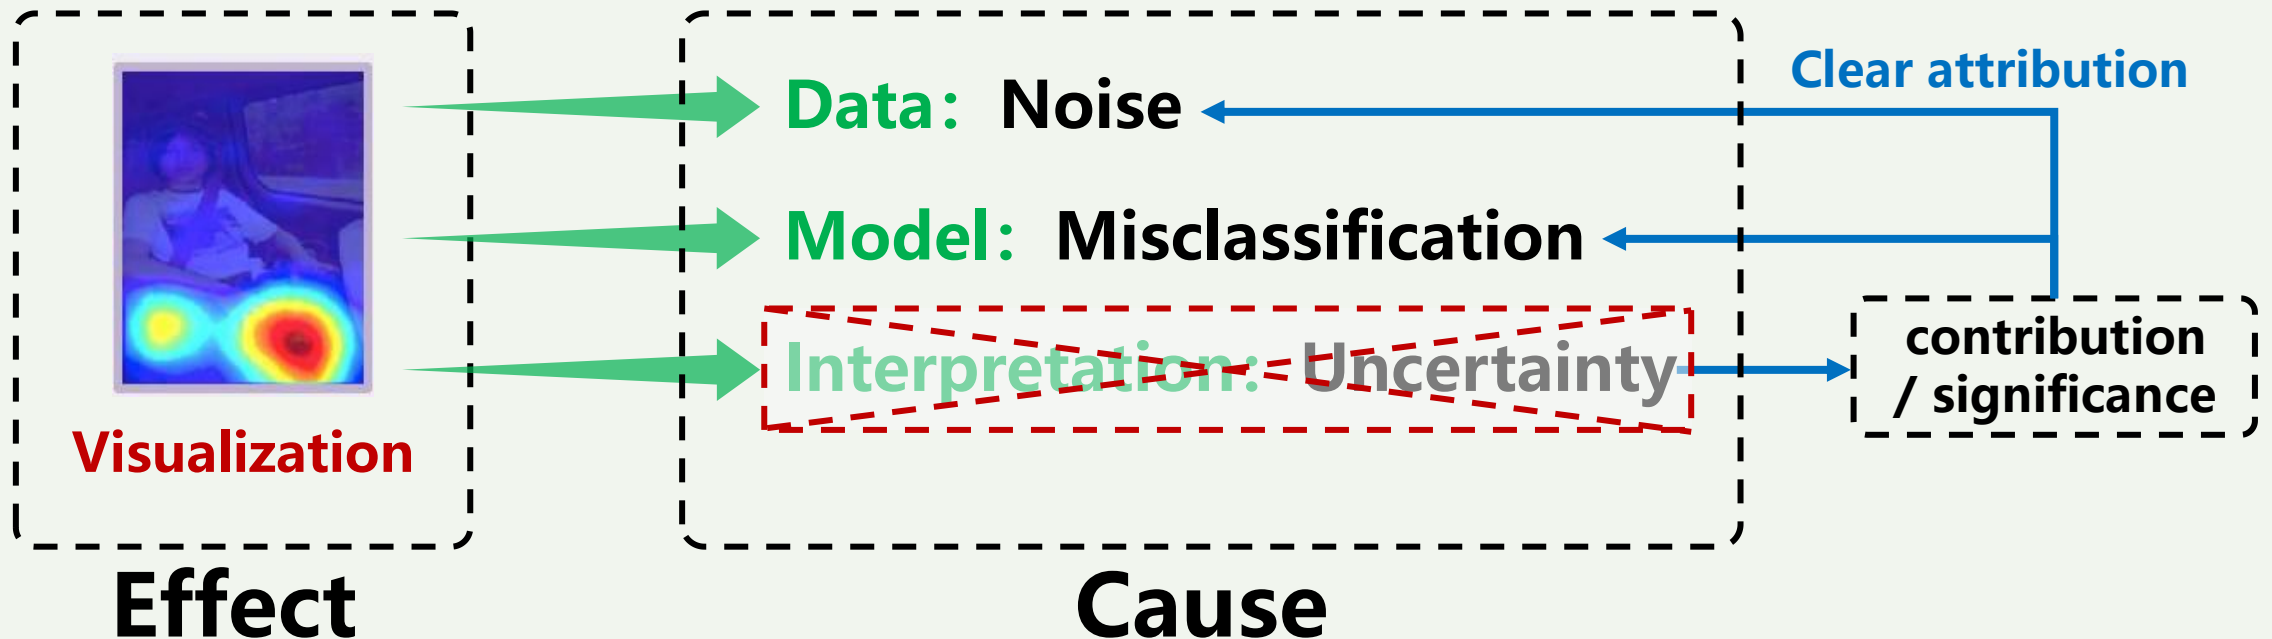 Visualization
Effect
Data: Noise
Model: Misclassification
Interpretation: Uncertainty
Cause
Clear attribution
contribution
/ significance